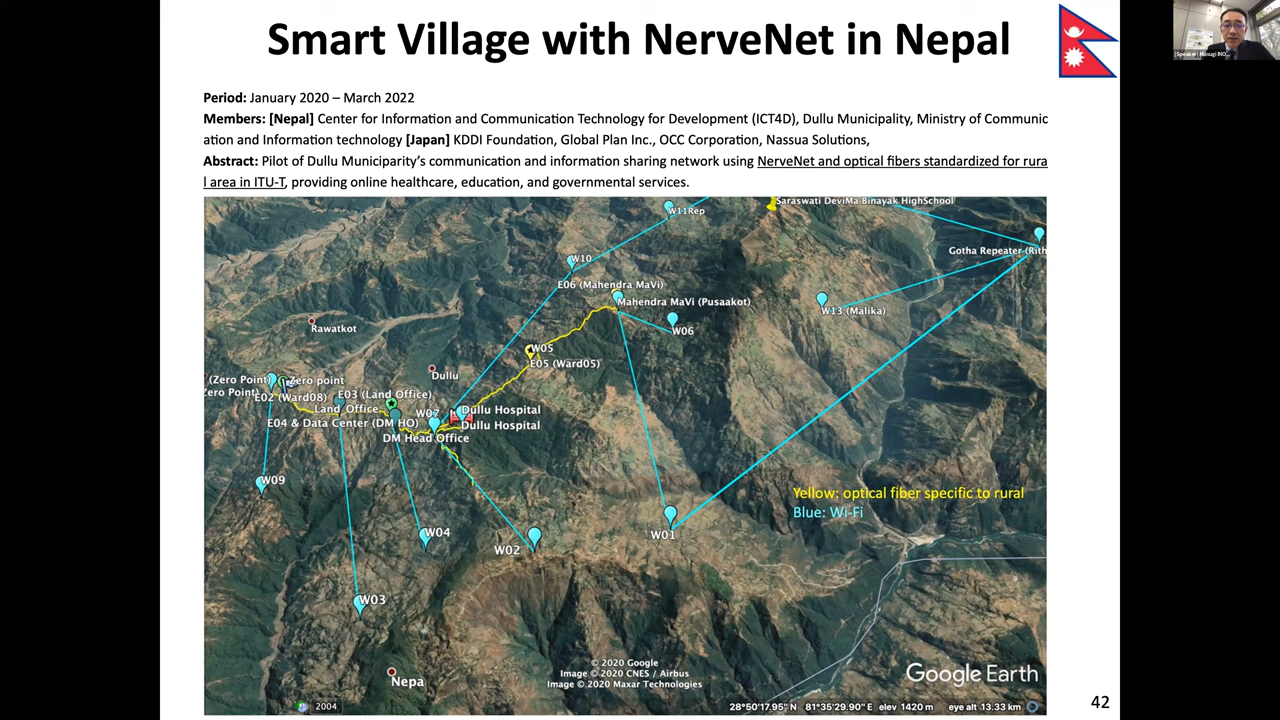 Smart Village with NerveNet in Nepal
Period: January 2020 – March 2022
Members: [Nepal] Center for Information and Communication Technology for Development (ICT4D), Dullu Municipality, Ministry of Communic
ation and Information technology [Japan] KDDI Foundation, Global Plan Inc., OCC Corporation, Nassua Solutions,
Abstract: Pilot of Dullu Municiparity’s communication and information sharing network using NerveNet and optical fibers standardized for rura
l area in ITU-T, providing online healthcare, education, and governmental services.
Saraswati DeviMa Binayak HighSchool
W11Rep
Gotha Repeater (Rith
W10
E06 (Mahendra MaVi)
Mahendra MaVi (Pusaakot)
W13 (Malika)
Rawatkot
W06
W05
E05 (Ward05)
Dullu
(Zero Point)
Zero point
Zero Point)
E02 (Ward08)
E03 (Land Office)
Land Office
W07
Dullu Hospital
E04 & Data Center (DM HO)
Dullu Hospital
DM Head Office
W09
Yellow: optical fiber specific to rural
Blue: Wi-Fi
W04
W02
W01
W03
Nepa
© 2020 Google
Image © 2020 CNES / Airbus
Image © 2020 Maxar Technologies
Google Earth
2004
28°50'17.95" N 81°35'29.90" E elev 1420 m eye alt 13.33 km
42